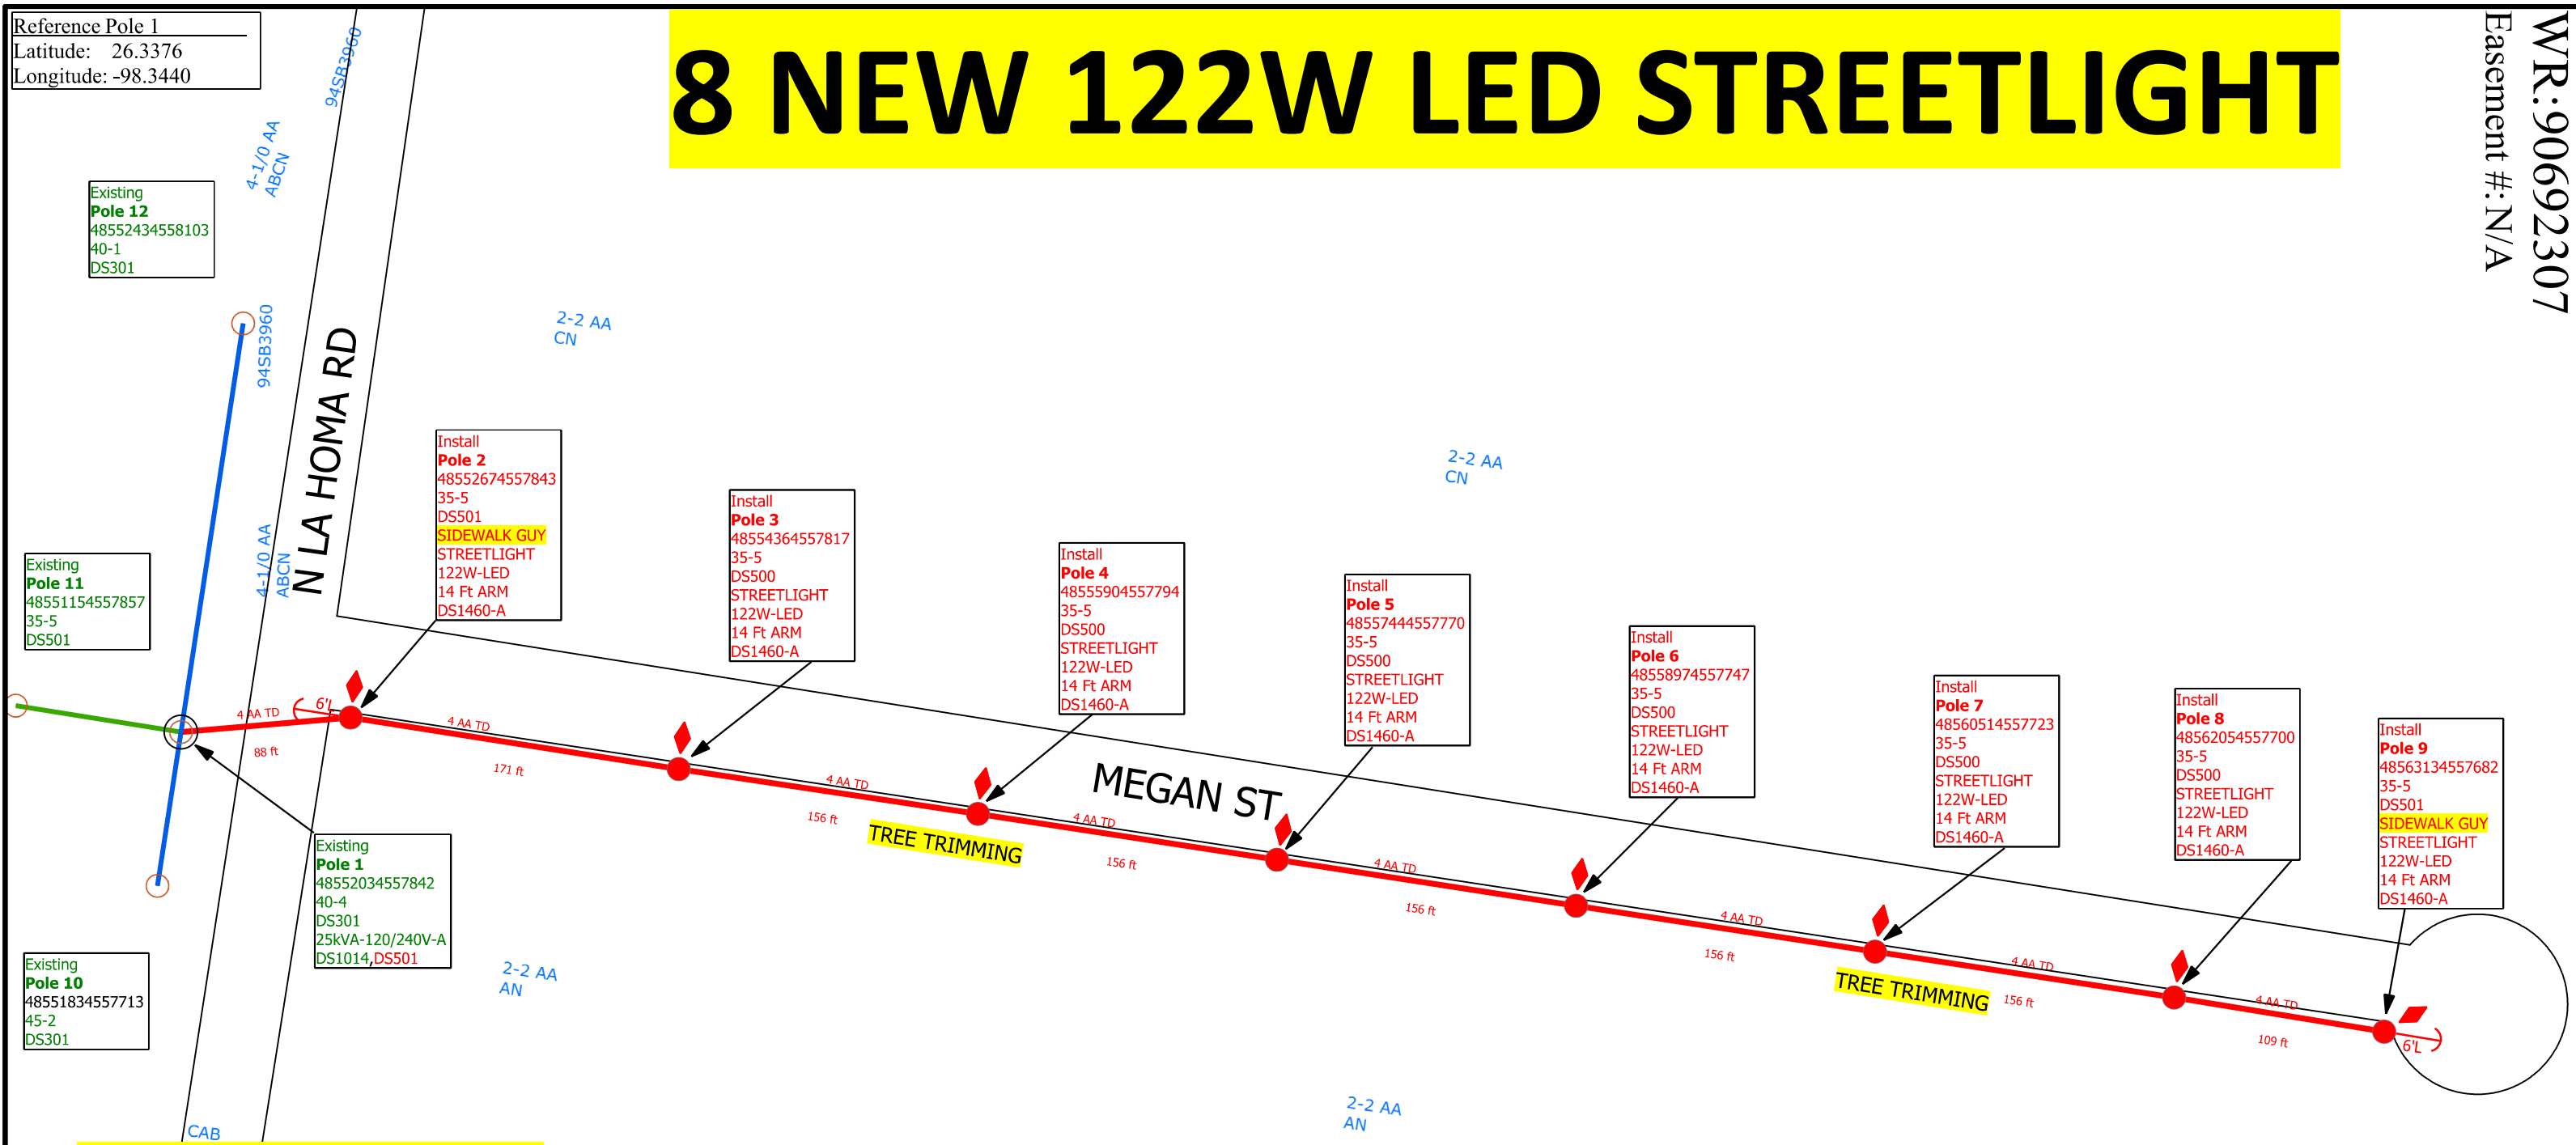 Reference Pole 1
Latitude: 26.3376
Longitude: -98.3440
8 NEW 122W LED STREETLIGHT
WR:90692307
Easement #: N/A
94SB3960
4-1/0 AA
ABCN
Existing
Pole 12
48552434558103
40-1
DS301
94SB3960
N LA HOMA RD
2-2 AA
CN
2-2 AA
CN
4-1/0 AA
ABCN
Existing
Pole 11
48551154557857
35-5
DS501
Install
Pole 2
48552674557843
35-5
DS501
SIDEWALK GUY
STREETLIGHT
122W-LED
14 Ft ARM
DS1460-A
Install
Pole 3
48554364557817
35-5
DS500
STREETLIGHT
122W-LED
14 Ft ARM
DS1460-A
Install
Pole 4
48555904557794
35-5
DS500
STREETLIGHT
122W-LED
14 Ft ARM
DS1460-A
Install
Pole 5
48557444557770
35-5
DS500
STREETLIGHT
122W-LED
14 Ft ARM
DS1460-A
Install
Pole 6
48558974557747
35-5
DS500
STREETLIGHT
122W-LED
14 Ft ARM
DS1460-A
Install
Pole 7
48560514557723
35-5
DS500
STREETLIGHT
122W-LED
14 Ft ARM
DS1460-A
Install
Pole 8
48562054557700
35-5
DS500
STREETLIGHT
122W-LED
14 Ft ARM
DS1460-A
Install
Pole 9
48563134557682
35-5
DS501
SIDEWALK GUY
STREETLIGHT
122W-LED
14 Ft ARM
DS1460-A
4 AA TD
88 ft
6'L
4 AA TD
171 ft
4 AA TD
156 ft
TREE TRIMMING
MEGAN ST
4 AA TD
156 ft
4 AA TD
156 ft
4 AA TD
156 ft
TREE TRIMMING
4 AA TD
156 ft
4 AA TD
109 ft
6'L
Existing
Pole 1
48552034557842
40-4
DS301
25kVA-120/240V-A
DS1014,DS501
Existing
Pole 10
48551834557713
45-2
DS301
2-2 AA
AN
2-2 AA
AN
CAB